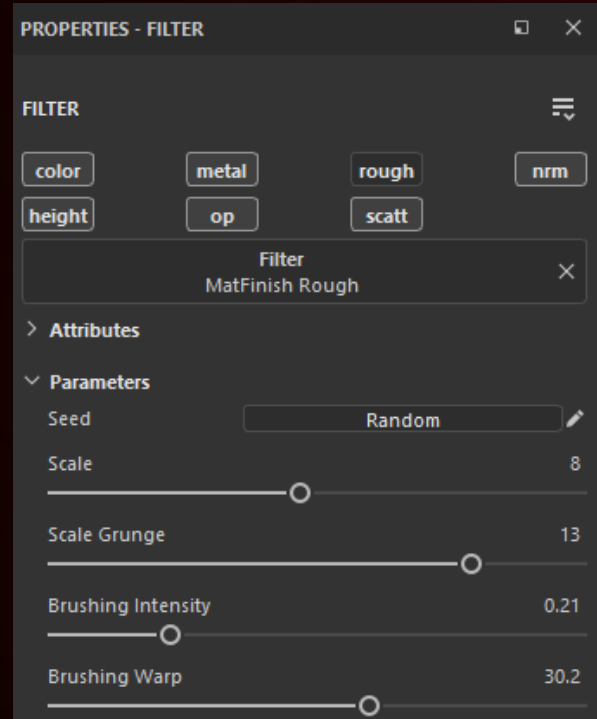 PROPERTIES - FILTER
FILTER
color metal rough nrm
height op scatt
Filter
MatFinish Rough
Attributes
Parameters
Seed Random
Scale 8
Scale Grunge 13
Brushing Intensity 0.21
Brushing Warp 30.2